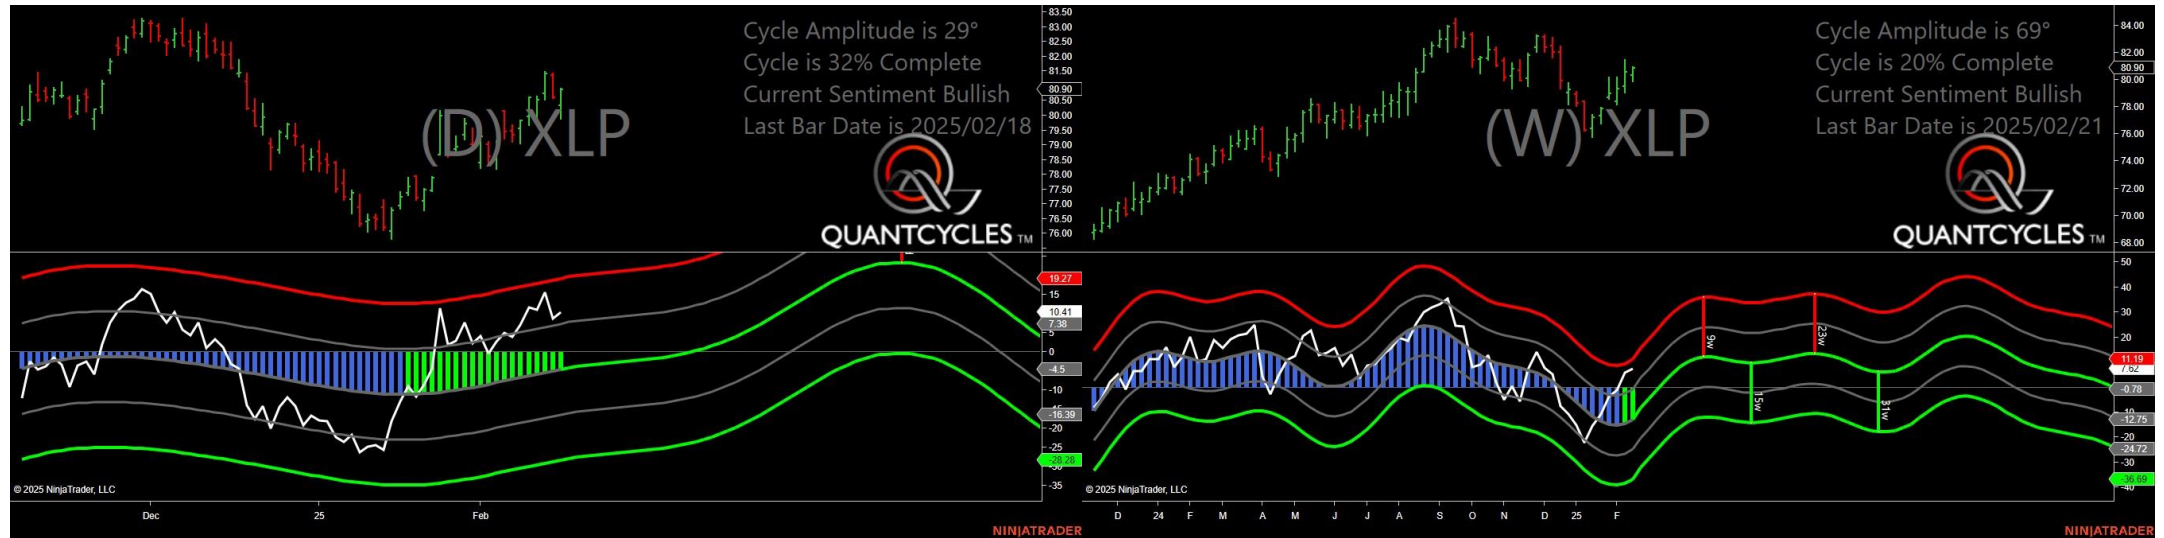 Cycle Amplitude is 29°
Cycle is 32% Complete
Current Sentiment Bullish
Last Bar Date is 2025/02/18
(D) XLP
QUANTCYCLES TM
83.50
83.00
82.50
82.00
81.50
80.90
80.50
80.00
79.50
79.00
78.50
78.00
77.50
77.00
76.50
76.00
19.27
15
10.41
7.38
5
0
-4.5
-10
-16.39
-20
-25
-28.28
-35
© 2025 NinjaTrader, LLC
Dec
25
Feb
NINJATRADER
Cycle Amplitude is 69°
Cycle is 20% Complete
Current Sentiment Bullish
Last Bar Date is 2025/02/21
(W) XLP
QUANTCYCLES TM
84.00
82.00
80.90
80.00
78.00
76.00
74.00
72.00
70.00
68.00
50
40
30
20
11.19
7.62
-0.78
-12.75
-20
-24.72
-30
-36.69
9w
15w
23w
31w
© 2025 NinjaTrader, LLC
D 24 F M A M J J A S O N D 25 F
NINJATRADER